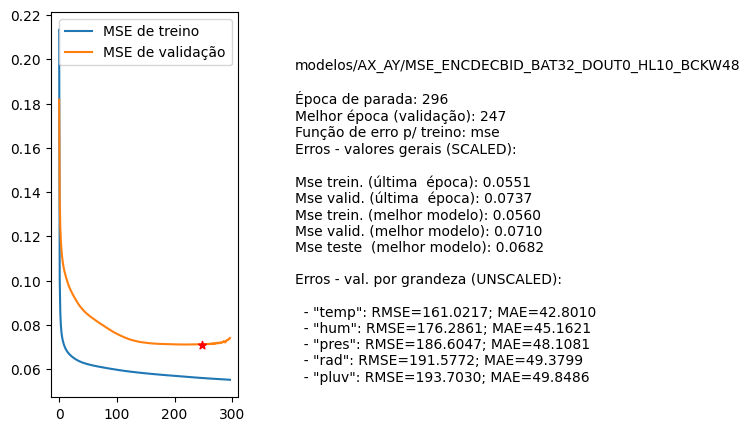 0.22
0.20
0.18
0.16
0.14
0.12
0.10
0.08
0.06
0
100
200
300
MSE de treino
MSE de validação
modelos/AX_AY/MSE_ENCDECBID_BAT32_DOUT0_HL10_BCKW48
Época de parada: 296
Melhor época (validação): 247
Função de erro p/ treino: mse
Erros - valores gerais (SCALED):
Mse trein. (última  época): 0.0551
Mse valid. (última  época): 0.0737
Mse trein. (melhor modelo): 0.0560
Mse valid. (melhor modelo): 0.0710
Mse teste  (melhor modelo): 0.0682
Erros - val. por grandeza (UNSCALED):
- "temp": RMSE=161.0217; MAE=42.8010
- "hum": RMSE=176.2861; MAE=45.1621
- "pres": RMSE=186.6047; MAE=48.1081
- "rad": RMSE=191.5772; MAE=49.3799
- "pluv": RMSE=193.7030; MAE=49.8486